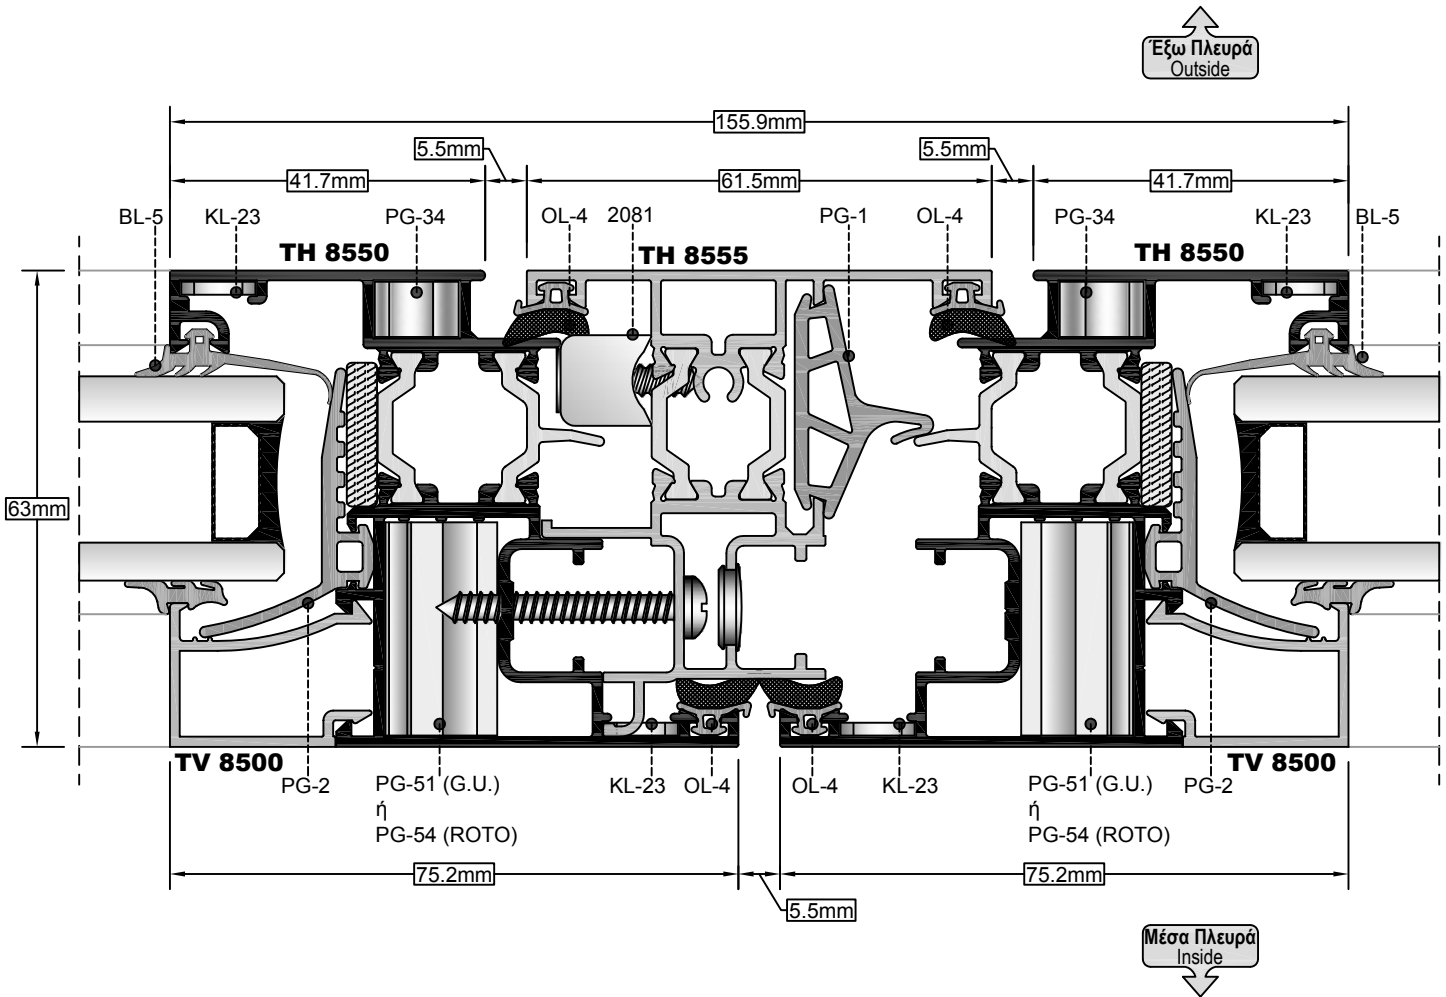 Έξω Πλευρά
Outside
155.9mm
5.5mm
5.5mm
41.7mm
61.5mm
41.7mm
BL-5
KL-23
PG-34
OL-4
2081
PG-1
OL-4
PG-34
KL-23
BL-5
TH 8550
TH 8555
TH 8550
63mm
TV 8500
TV 8500
PG-2
PG-51 (G.U.)
ή
PG-54 (ROTO)
KL-23
OL-4
OL-4
KL-23
PG-51 (G.U.)
ή
PG-54 (ROTO)
PG-2
75.2mm
75.2mm
5.5mm
Μέσα Πλευρά
Inside